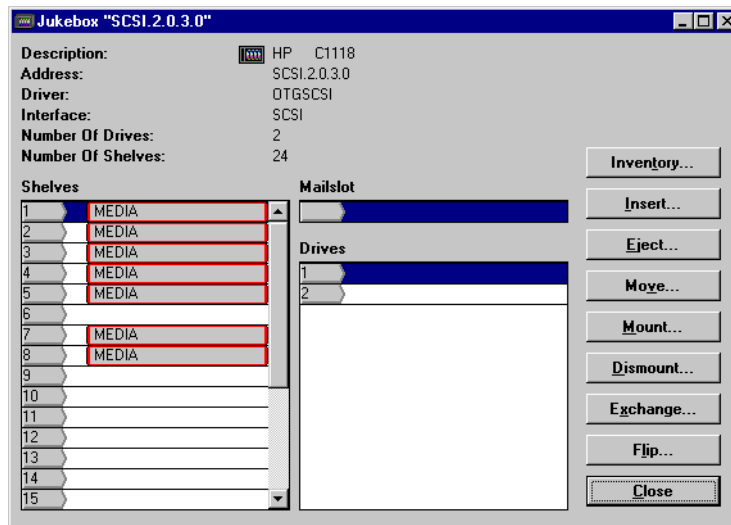 Jukebox "SCSI.2.0.3.0"
Description: HP C1118
Address: SCSI.2.0.3.0
Driver: OTGSCSI
Interface: SCSI
Number Of Drives: 2
Number Of Shelves: 24
Shelves
1 MEDIA
2 MEDIA
3 MEDIA
4 MEDIA
5 MEDIA
6
7 MEDIA
8 MEDIA
9
10
11
12
13
14
15
Mailslot
Drives
1
2
Inventory...
Insert...
Eject...
Move...
Mount...
Dismount...
Exchange...
Flip...
Close